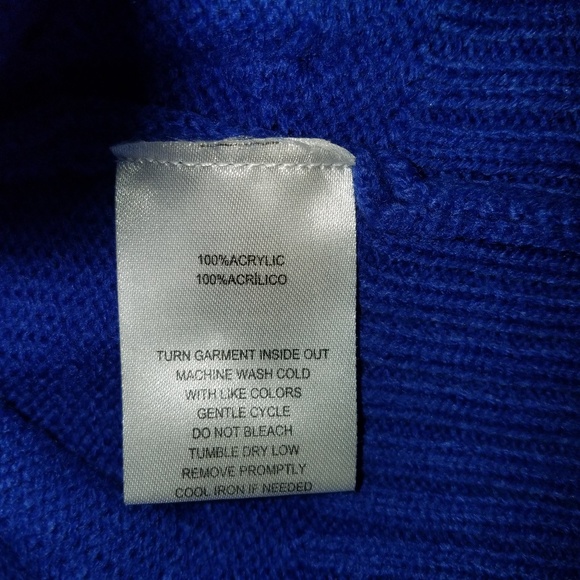 100%ACRYLIC
100%ACRÍLICO
TURN GARMENT INSIDE OUT
MACHINE WASH COLD
WITH LIKE COLORS
GENTLE CYCLE
DO NOT BLEACH
TUMBLE DRY LOW
REMOVE PROMPTLY
COOL IRON IF NEEDED